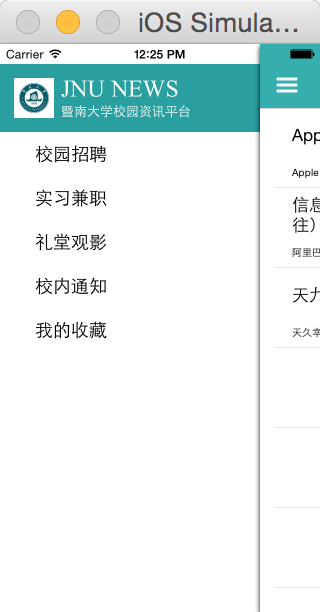 iOS Simula...
Carrier 12:25 PM
JNU NEWS
暨南大学校园资讯平台
校园招聘
实习兼职
礼堂观影
校内通知
我的收藏
App
Apple
信息
往）
阿里巴
天九
天久幸